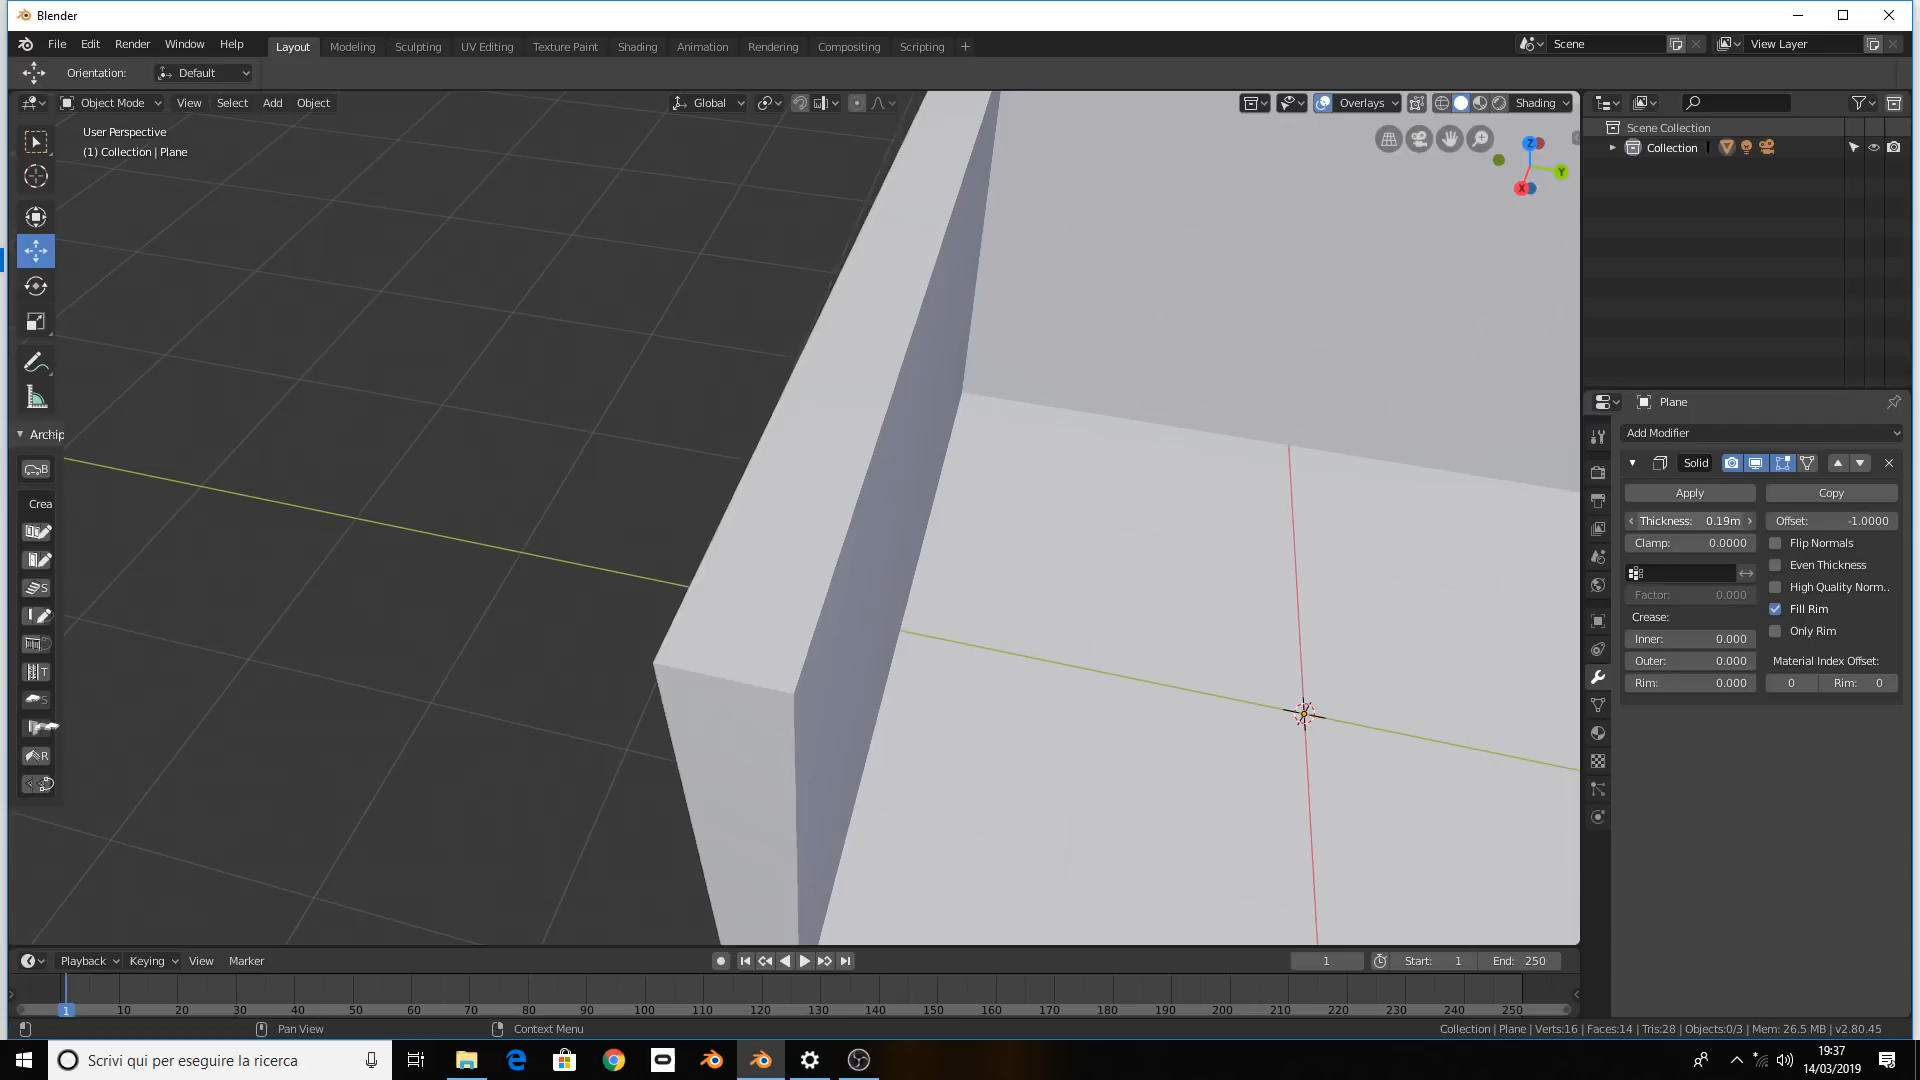 Blender
File Edit Render Window Help Layout Modeling Sculpting UV Editing Texture Paint Shading Animation Rendering Compositing Scripting + Scene View Layer
Orientation: Default
Object Mode View Select Add Object Global Overlays Shading
User Perspective
(1) Collection | Plane
Z
Y
X
Scene Collection
Collection
Plane
Add Modifier
Solid
Apply Copy
Thickness: 0.19m Offset: -1.0000
Clamp: 0.0000 Flip Normals
Even Thickness
High Quality Norm..
Factor: 0.000
Fill Rim
Crease:
Only Rim
Inner: 0.000
Outer: 0.000 Material Index Offset:
Rim: 0.000 0 Rim: 0
Archip
B
Crea
S
T
S
R
Playback Keying View Marker 1 Start: 1 End: 250
1 10 20 30 40 50 60 70 80 90 100 110 120 130 140 150 160 170 180 190 200 210 220 230 240 250
Pan View Context Menu Collection | Plane | Verts:16 | Faces:14 | Tris:28 | Objects:0/3 | Mem: 26.5 MB | v2.80.45
Scrivi qui per eseguire la ricerca
19:37
14/03/2019